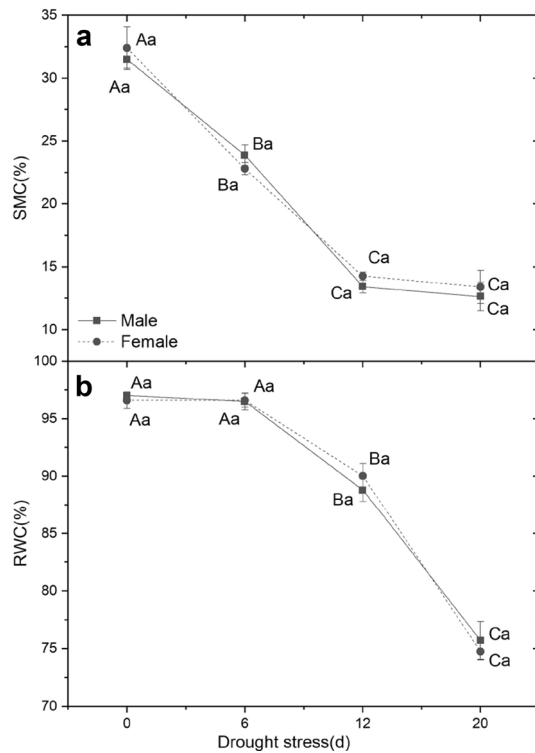 35
a
Aa
Aa
30
25
Ba
Ba
SMC(%)
20
15
Ca
Ca
Ca
Ca
10
Male
Female
100
b
Aa
Aa
Aa
Aa
95
90
Ba
Ba
RWC(%)
85
80
75
Ca
Ca
70
0 6 12 20
Drought stress(d)